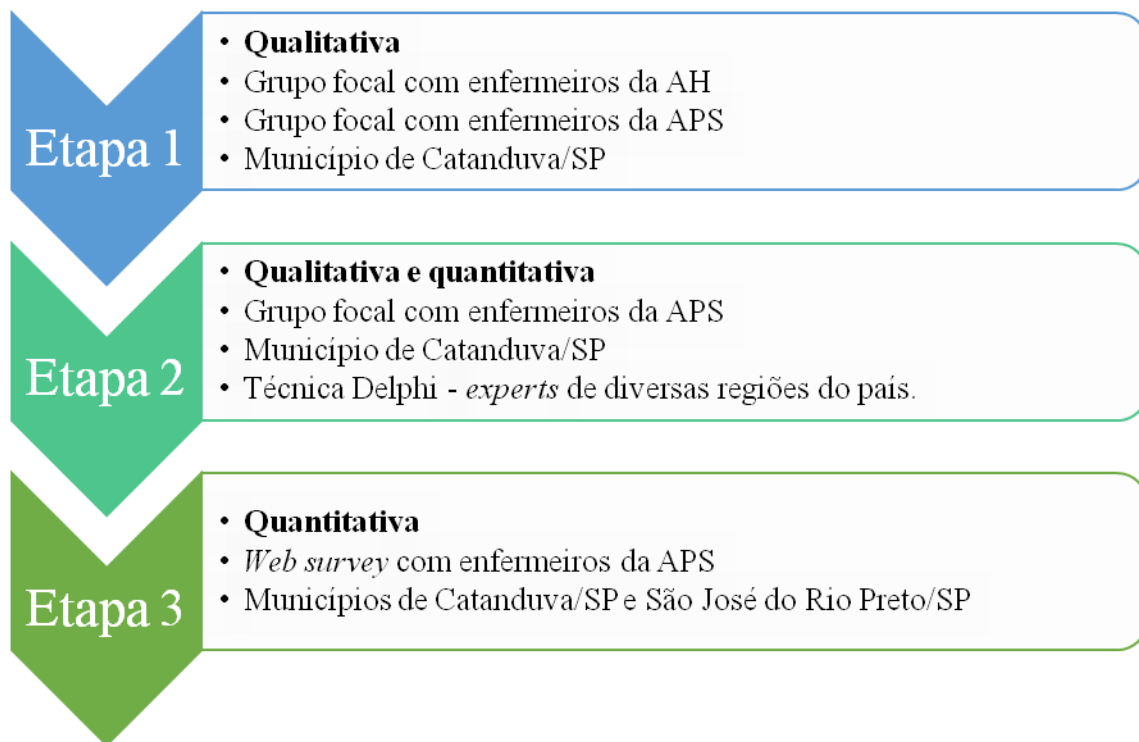 Etapa 1
• Qualitativa
• Grupo focal com enfermeiros da AH
• Grupo focal com enfermeiros da APS
• Município de Catanduva/SP
Etapa 2
• Qualitativa e quantitativa
• Grupo focal com enfermeiros da APS
• Município de Catanduva/SP
• Técnica Delphi - experts de diversas regiões do país.
Etapa 3
• Quantitativa
• Web survey com enfermeiros da APS
• Municípios de Catanduva/SP e São José do Rio Preto/SP